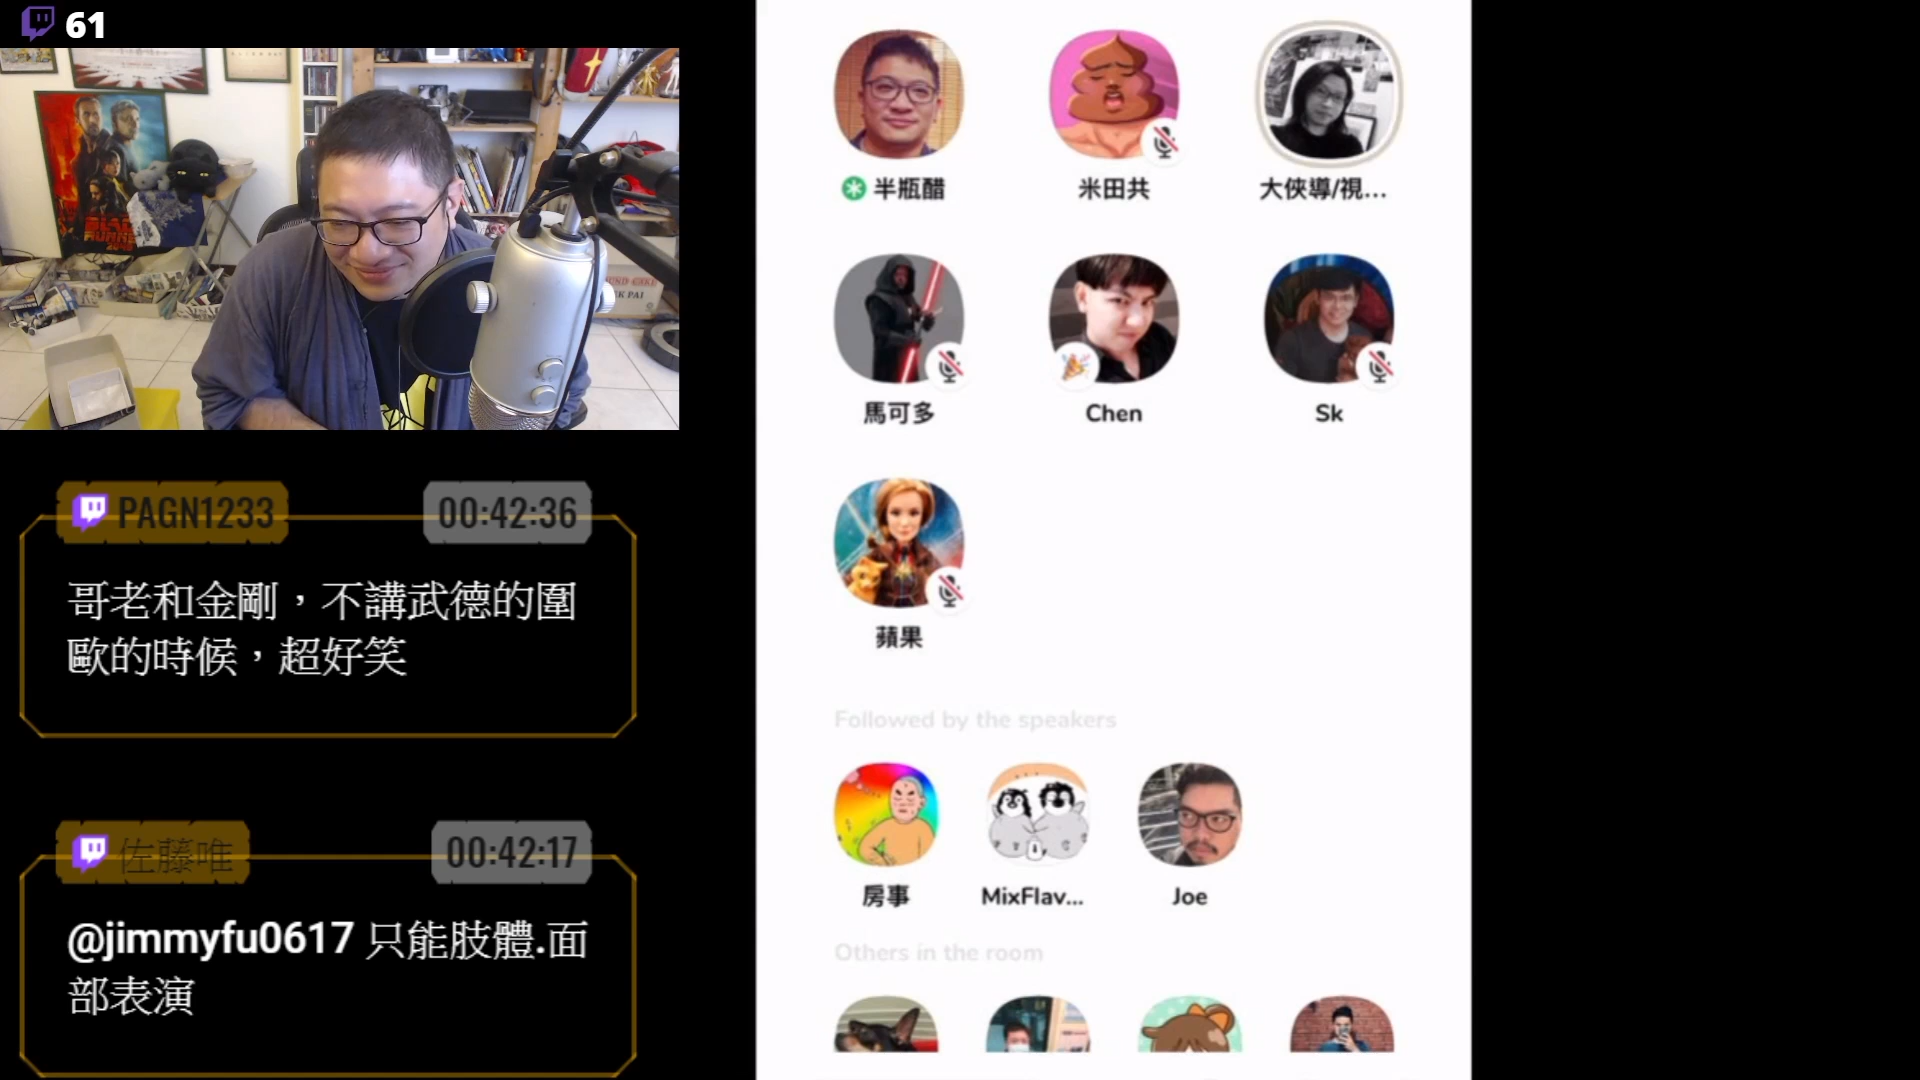 61
BLADE
RUNNER
2049
PAGN1233
00:42:36
哥老和金剛，不講武德的圍
歐的時候，超好笑
佐藤唯
00:42:17
@jimmyfu0617 只能肢體.面
部表演
半瓶醋
米田共
大俠導/視...
馬可多
Chen
Sk
蘋果
Followed by the speakers
房事
MixFlav...
Joe
Others in the room